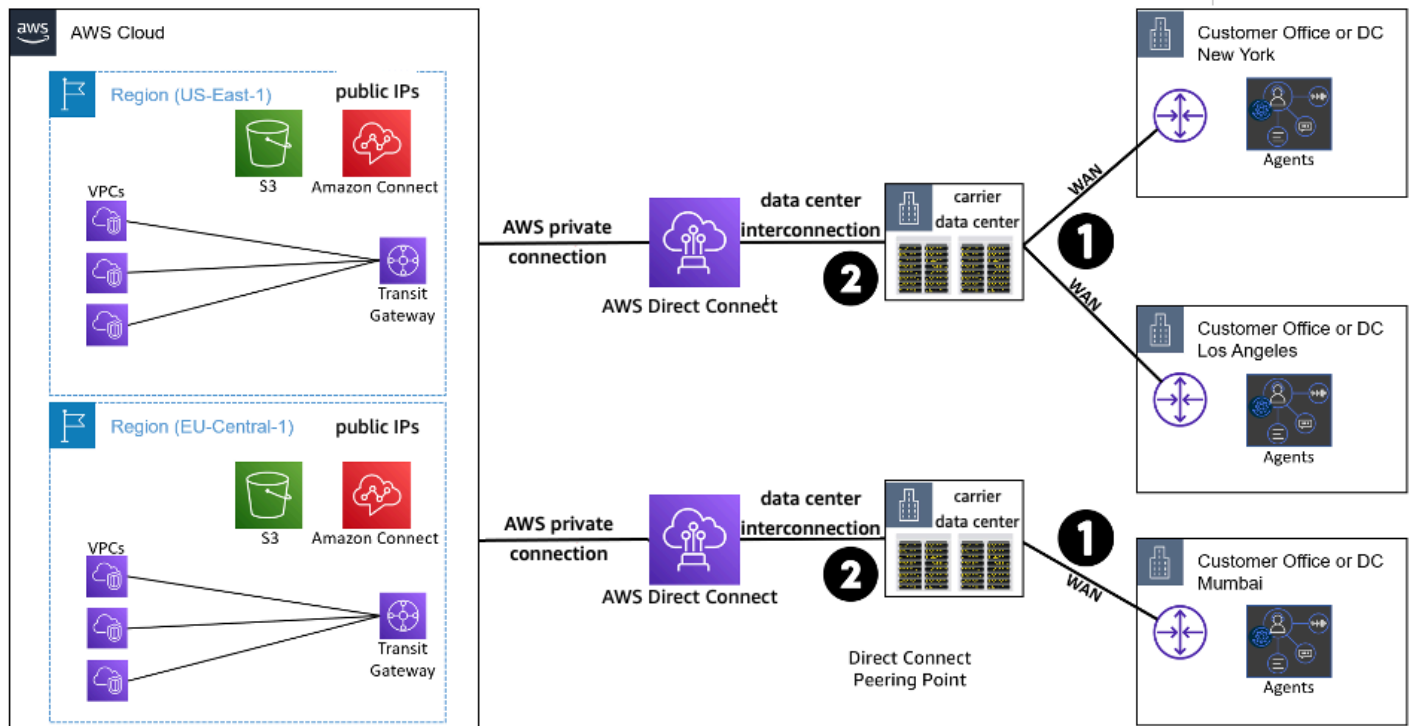 aws
AWS Cloud
Region (US-East-1)
public IPs
S3
Amazon Connect
VPCs
Transit
Gateway
Region (EU-Central-1)
public IPs
S3
Amazon Connect
VPCs
Transit
Gateway
AWS private
connection
AWS Direct Connect
data center
interconnection
2
carrier
data center
AWS private
connection
AWS Direct Connect
data center
interconnection
2
carrier
data center
Direct Connect
Peering Point
WAN
1
WAN
1
WAN
Customer Office or DC
New York
Agents
Customer Office or DC
Los Angeles
Agents
Customer Office or DC
Mumbai
Agents